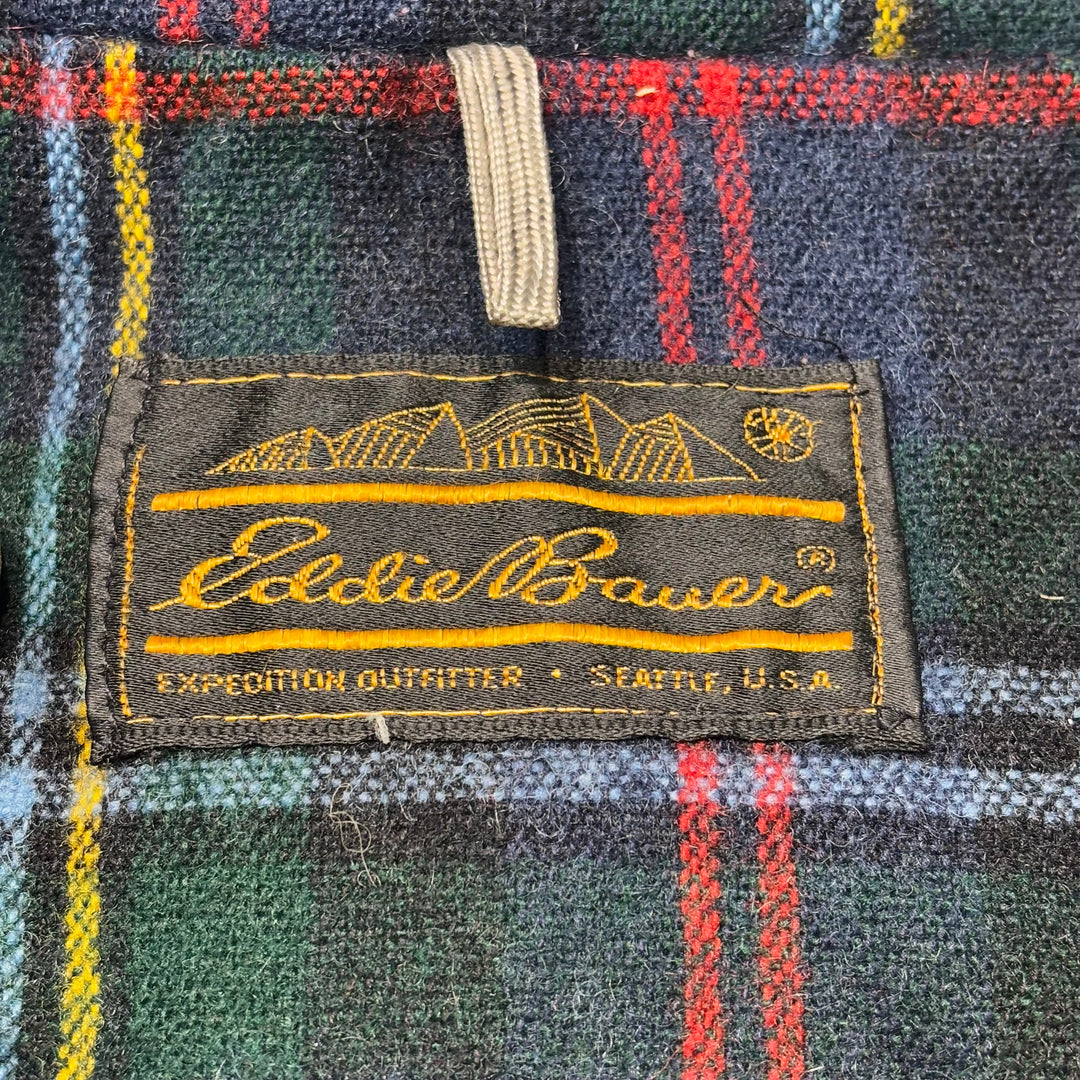 Eddie Bauer ®
EXPEDITION OUTFITTER • SEATTLE, U.S.A.